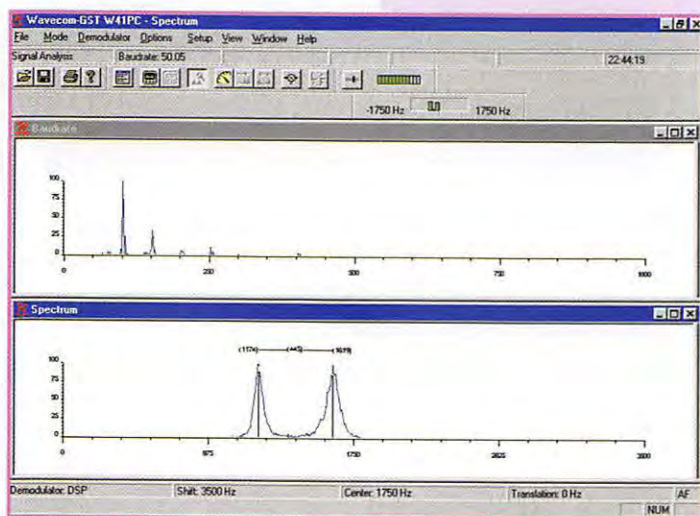 Wavecom-GST W41PC - Spectrum
File Mode Demodulator Options Setup View Window Help
Signal Analysis Baudrate: 50.05 22:44:19
-1750 Hz 1750 Hz
Baudrate
100
75
50
25
0
0 250 500 750 1000
Spectrum
(1174) (445) (1619)
100
75
50
25
0
0 875 1750 2625 3500
Demodulator: DSP Shift: 3500 Hz Center: 1750 Hz Translation: 0 Hz AF
NUM